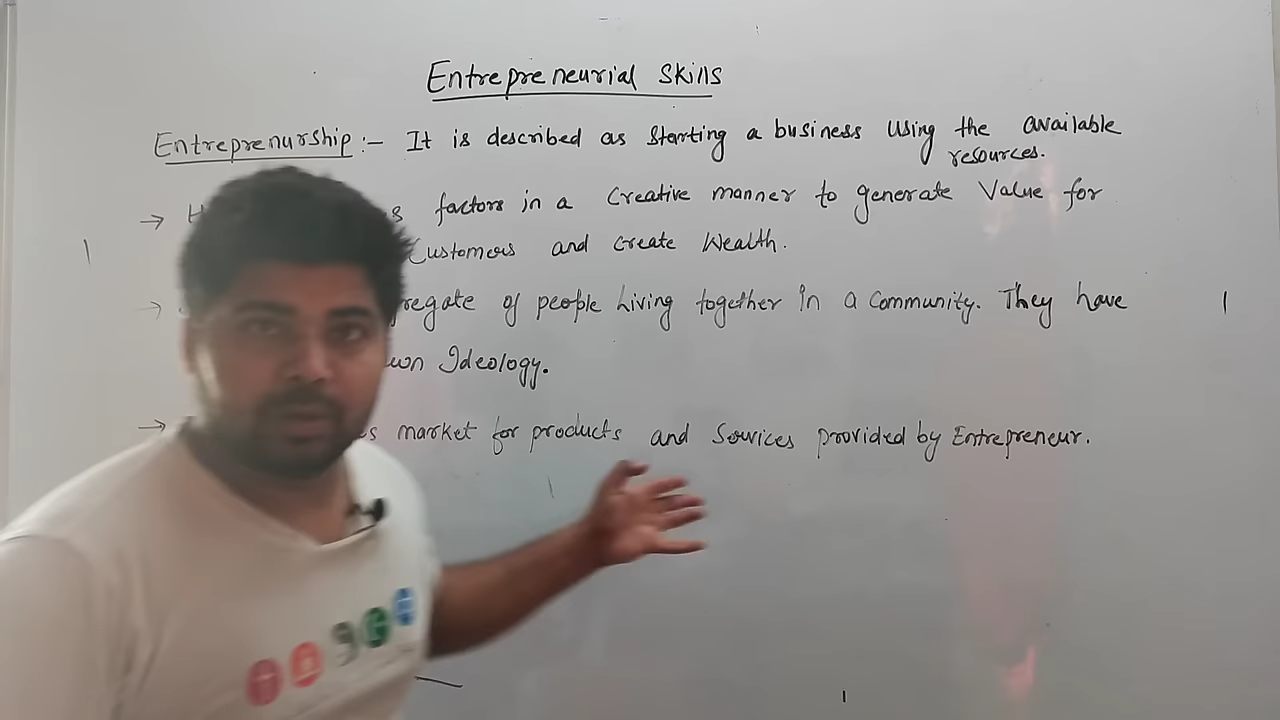 Entrepreneurial Skills
Entreprenurship :- It is described as Starting a business Using the available
resources.
→ factors in a Creative manner to generate Value for
Customers and Create Wealth.
→ of people Living together In a Community. They have
Ideology.
→ market for products and Services provided by Entrepreneur.